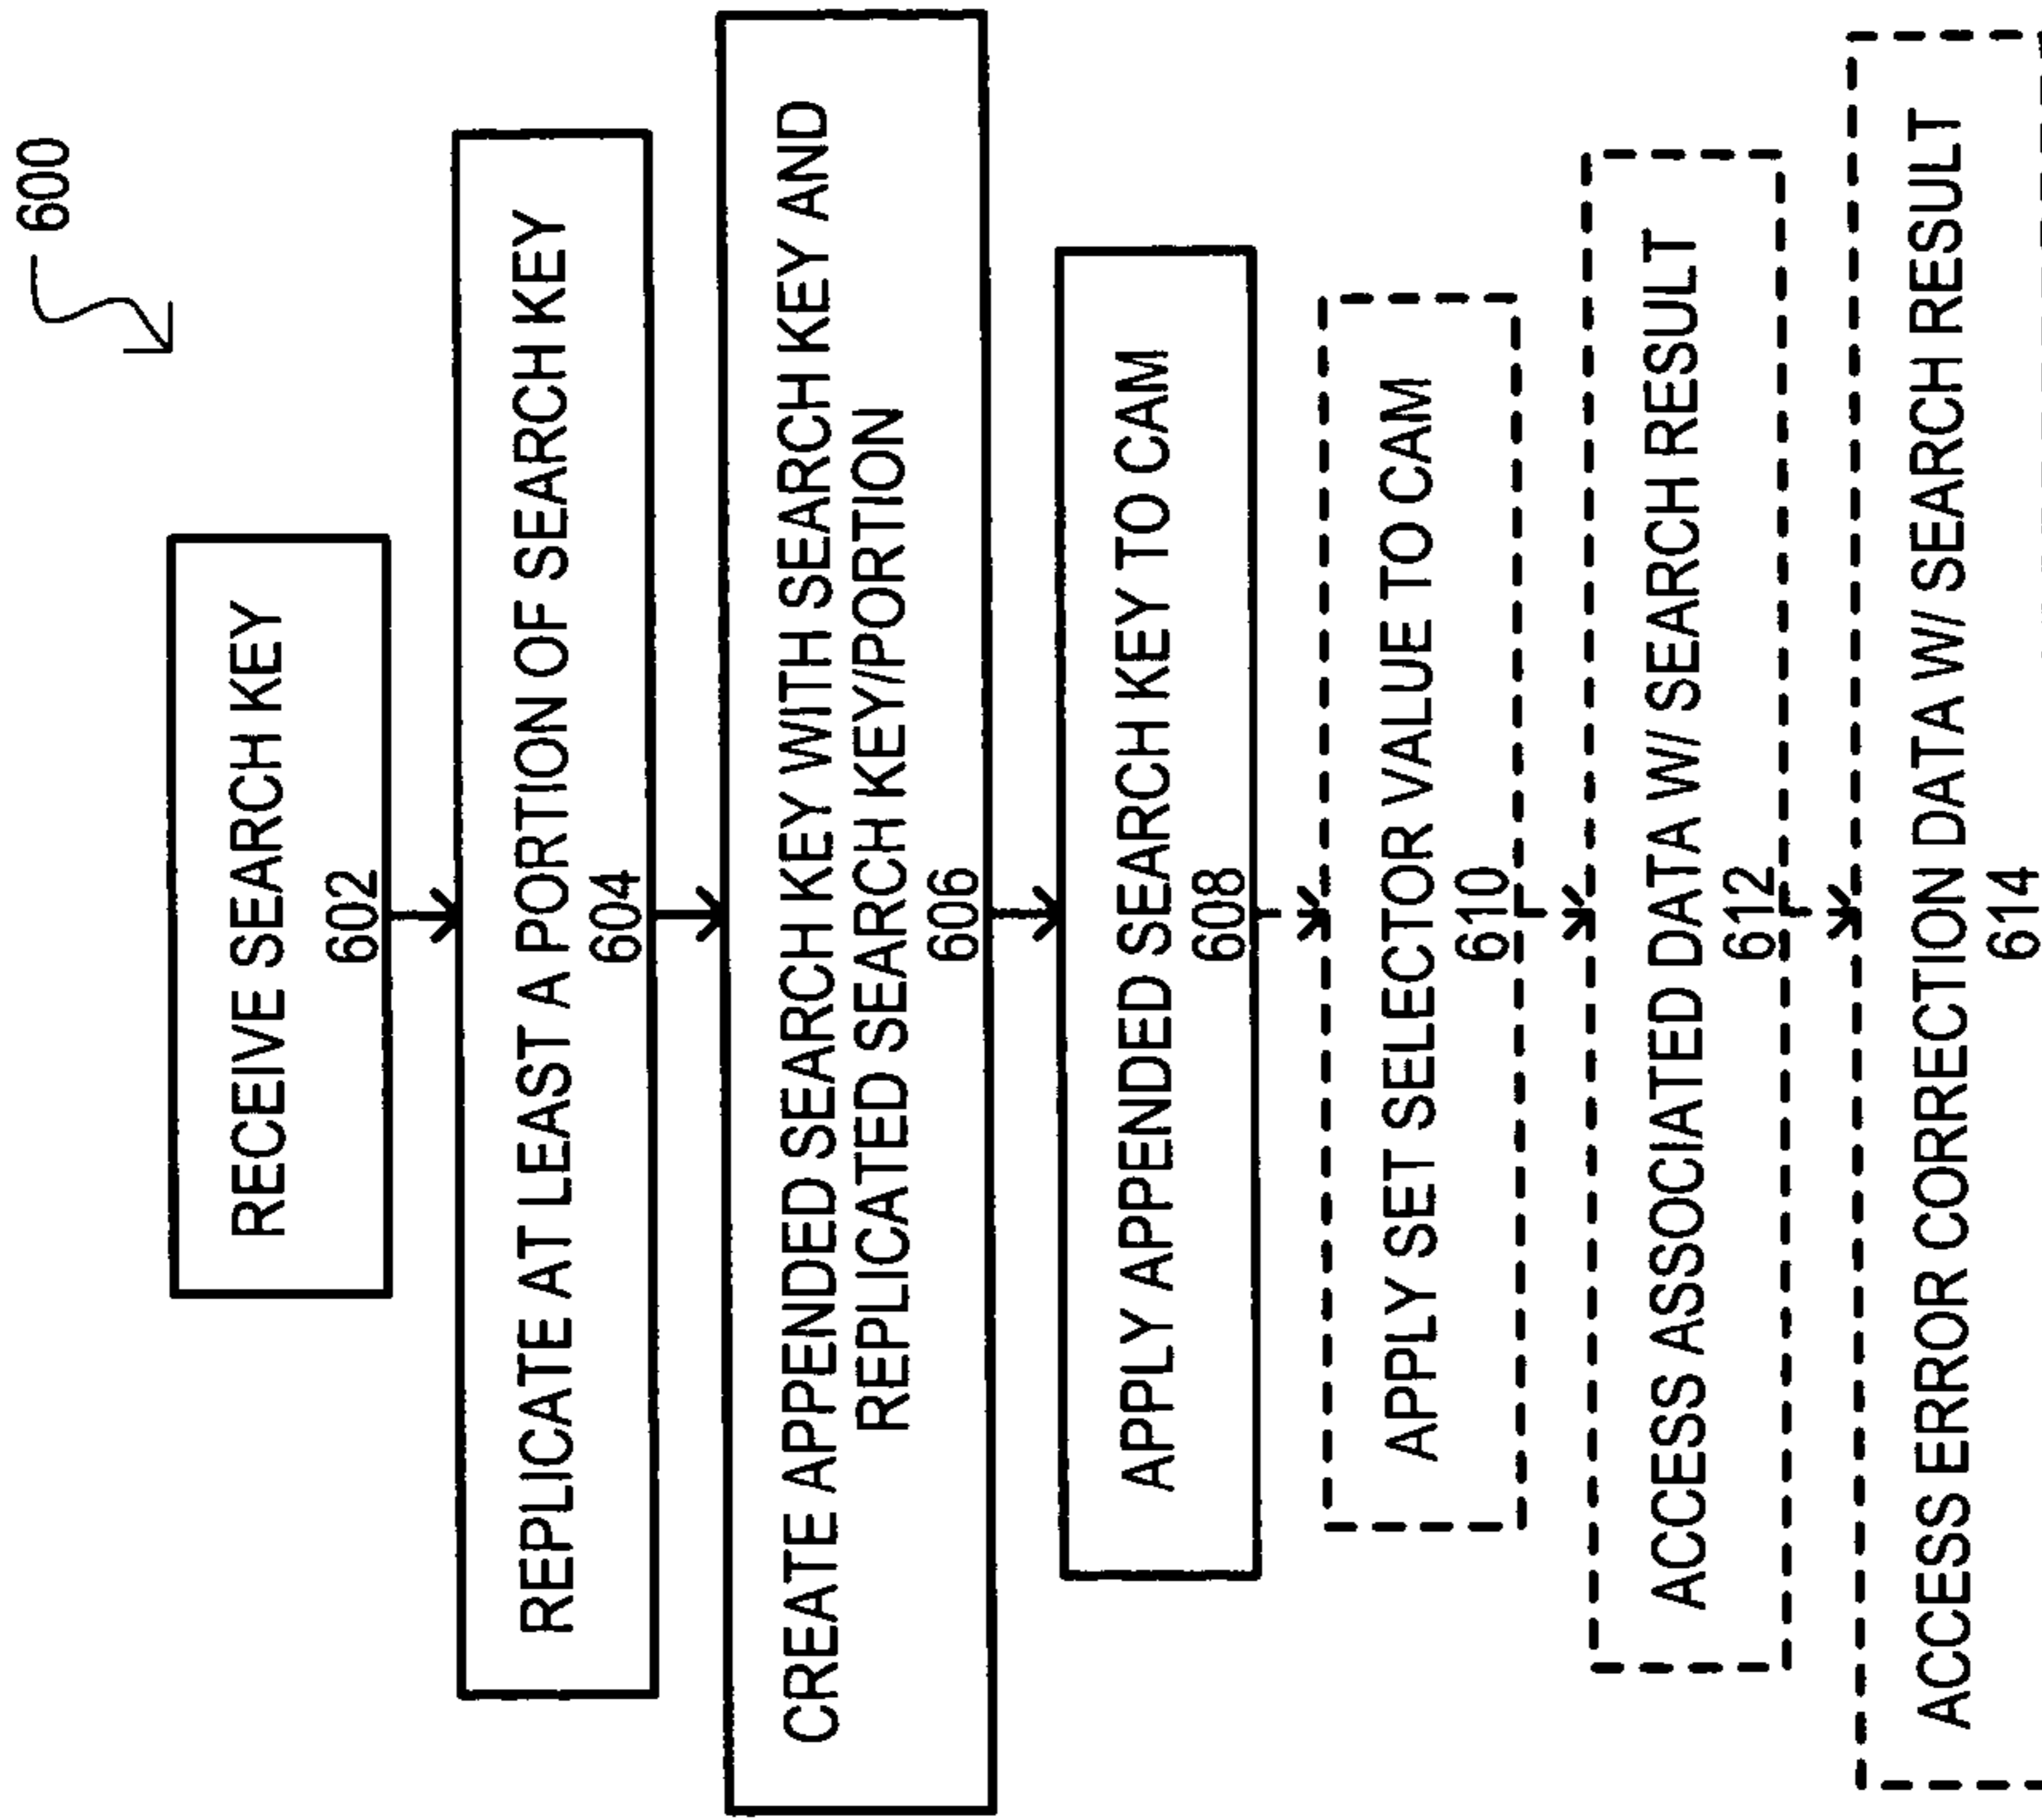 600
RECEIVE SEARCH KEY
602
REPLICATE AT LEAST A PORTION OF SEARCH KEY
604
CREATE APPENDED SEARCH KEY WITH SEARCH KEY AND
REPLICATED SEARCH KEY/PORTION
606
APPLY APPENDED SEARCH KEY TO CAM
608
APPLY SET SELECTOR VALUE TO CAM
610
ACCESS ASSOCIATED DATA W/ SEARCH RESULT
612
ACCESS ERROR CORRECTION DATA W/ SEARCH RESULT
614